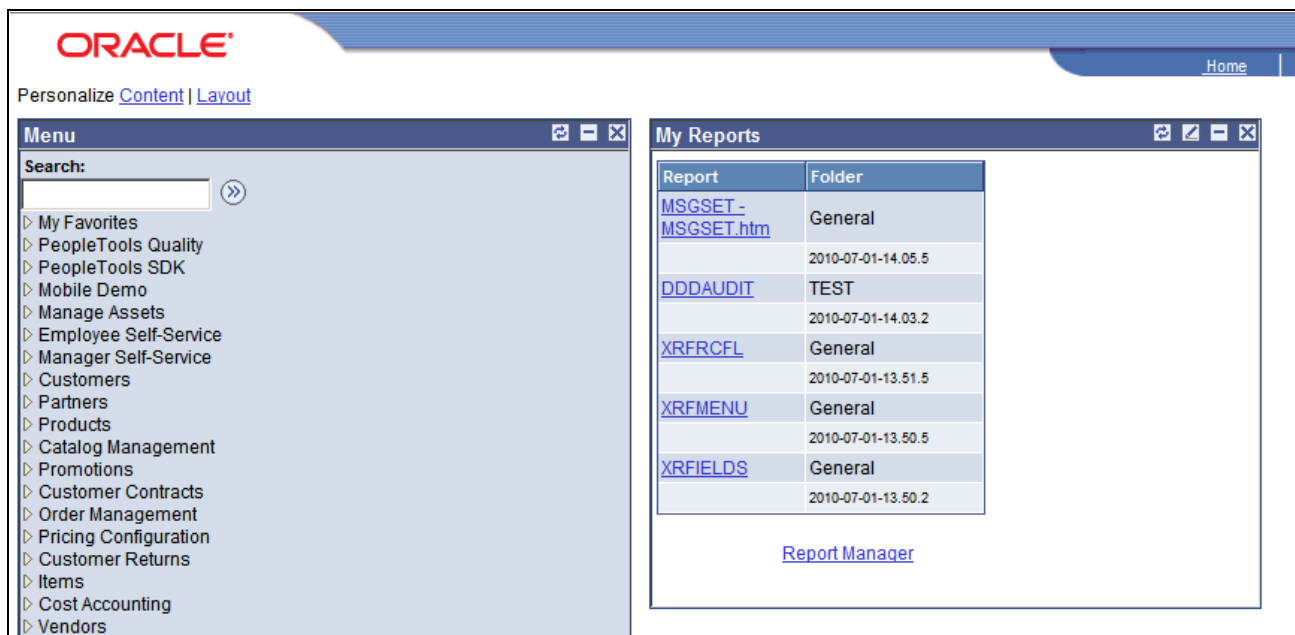 ORACLE
Home
Personalize Content | Layout
Menu
Search:
My Favorites
PeopleTools Quality
PeopleTools SDK
Mobile Demo
Manage Assets
Employee Self-Service
Manager Self-Service
Customers
Partners
Products
Catalog Management
Promotions
Customer Contracts
Order Management
Pricing Configuration
Customer Returns
Items
Cost Accounting
Vendors
My Reports
Report Folder
MSGSET -
MSGSET.htm General
2010-07-01-14.05.5
DDDAUDIT TEST
2010-07-01-14.03.2
XRFRCFL General
2010-07-01-13.51.5
XRFMENU General
2010-07-01-13.50.5
XRFIELDS General
2010-07-01-13.50.2
Report Manager